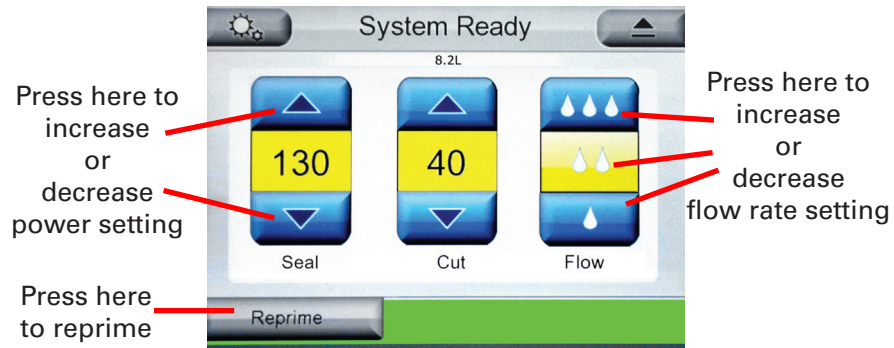 System Ready
8.2L
Press here to
increase
or
decrease
power setting
130
40
Press here to
increase
or
decrease
flow rate setting
Seal
Cut
Flow
Press here
to reprime
Reprime